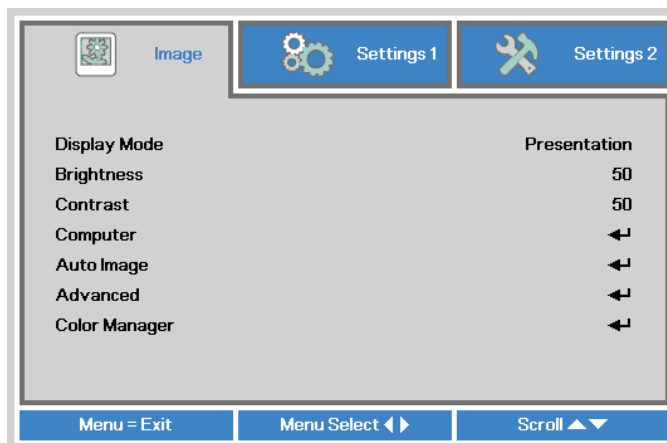 Image Settings 1 Settings 2
Display Mode Presentation
Brightness 50
Contrast 50
Computer
Auto Image
Advanced
Color Manager
Menu = Exit Menu Select Scroll